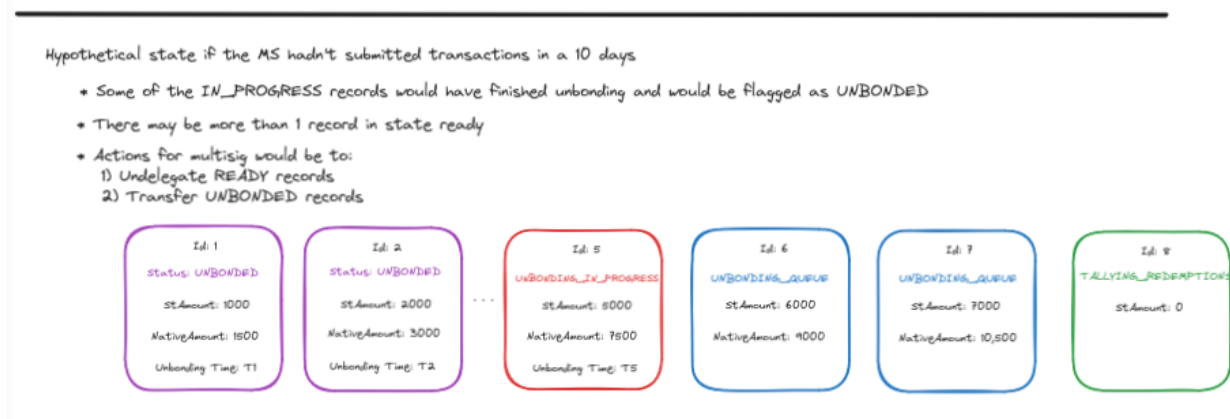 Hypothetical state if the MS hadn't submitted transactions in a 10 days
* Some of the IN_PROGRESS records would have finished unbonding and would be flagged as UNBONDED
* There may be more than 1 record in state ready
* Actions for multisig would be to:
1) Undelegate READY records
2) Transfer UNBONDED records
Id: 1
Status: UNBONDED
StAmount: 1000
NativeAmount: 1500
Unbonding Time: T1
Id: 2
Status: UNBONDED
StAmount: 2000
NativeAmount: 3000
Unbonding Time: T2
...
Id: 5
UNBONDING_IN_PROGRESS
StAmount: 5000
NativeAmount: 7500
Unbonding Time: T5
Id: 6
UNBONDING_QUEUE
StAmount: 6000
NativeAmount: 9000
Id: 7
UNBONDING_QUEUE
StAmount: 7000
NativeAmount: 10,500
Id: 8
TALLYING_REDEMPTIONS
StAmount: 0